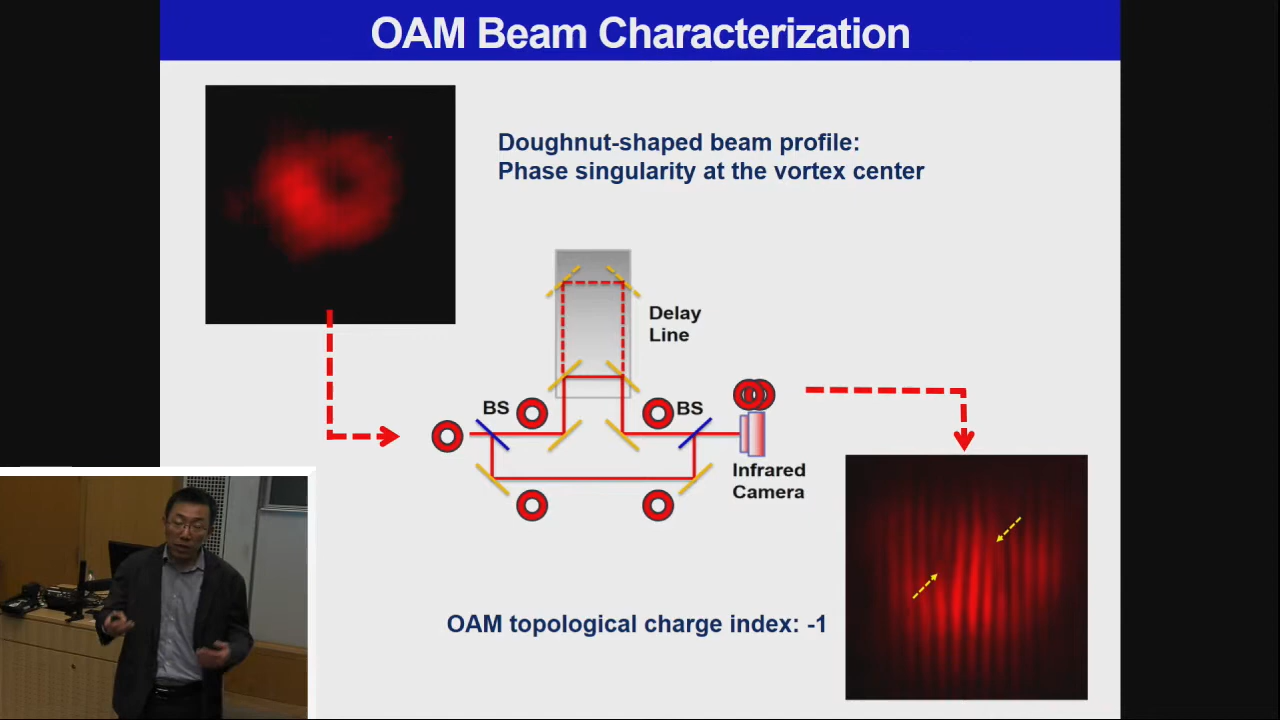 OAM Beam Characterization
Doughnut-shaped beam profile:
Phase singularity at the vortex center
Delay
Line
BS
BS
Infrared
Camera
OAM topological charge index: -1